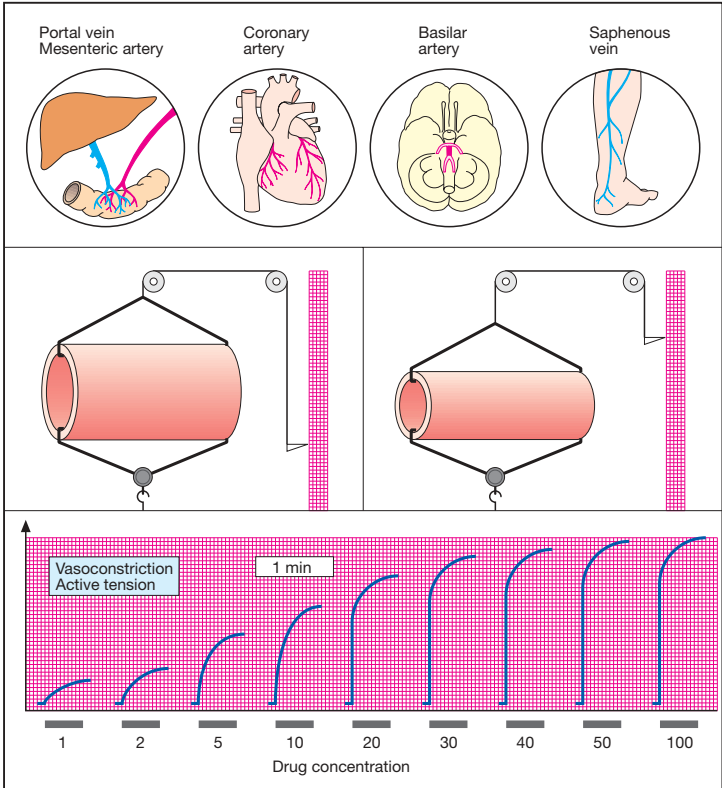 Portal vein
Mesenteric artery
Coronary
artery
Basilar
artery
Saphenous
vein
Vasoconstriction
Active tension
1 min
1 2 5 10 20 30 40 50 100
Drug concentration